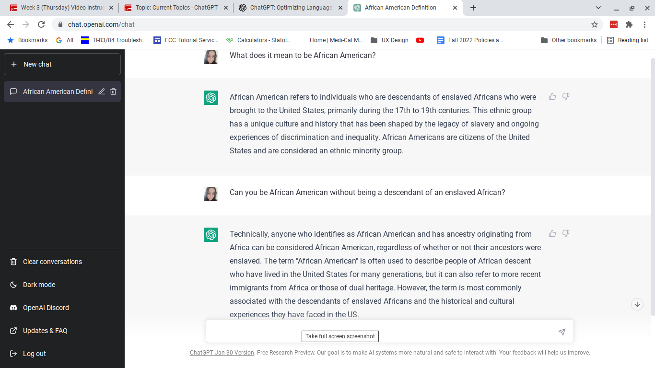 Week 3 (Thursday) Video Instru
Topic: Current Topics - ChatGPT
ChatGPT: Optimizing Language
African American Definition
chat.openai.com/chat
Bookmarks
All
Calculators - Statol...
Home | Medi-Cal M...
UX Design
Fall 2022 Policies a...
Other bookmarks
Reading list
New chat
African American Defini
What does it mean to be African American?
African American refers to individuals who are descendants of enslaved Africans who were
brought to the United States, primarily during the 17th to 19th centuries. This ethnic group
has a unique culture and history that has been shaped by the legacy of slavery and ongoing
experiences of discrimination and inequality. African Americans are citizens of the United
States and are considered an ethnic minority group.
Can you be African American without being a descendant of an enslaved African?
Technically, anyone who identifies as African American and has ancestry originating from
Africa can be considered African American, regardless of whether or not their ancestors were
enslaved. The term "African American" is often used to describe people of African descent
who have lived in the United States for many generations, but it can also refer to more recent
immigrants from Africa or those of dual heritage. However, the term is most commonly
associated with the descendants of enslaved Africans and the historical and cultural
experiences they have faced in the US.
Clear conversations
Dark mode
OpenAI Discord
Updates & FAQ
Log out
Take full screen screenshot
ChatGPT Jan 30 Version. Free Research Preview. Our goal is to make AI systems more natural and safe to interact with. Your feedback will help us improve.